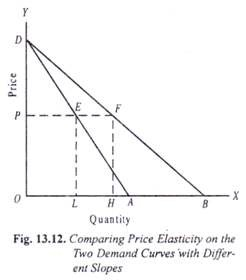 Y
D
Price
E
F
P
O
L
H
A
B
X
Quantity
Fig. 13.12. Comparing Price Elasticity on the
Two Demand Curves with Differ-
ent Slopes